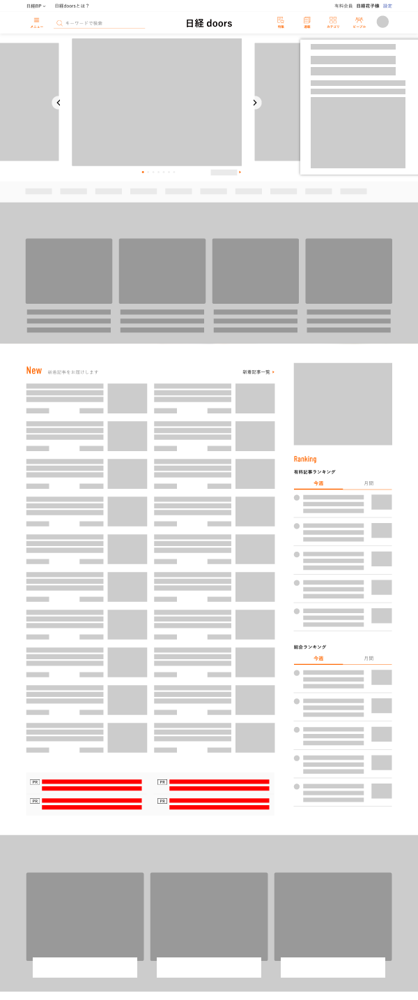 日経BP
日経doorsとは？
有料会員 日経花子様 設定
メニュー
キーワードで検索
日経 doors
特集
連載
カテゴリ
ピープル
New
新着記事をお届けします
新着記事一覧
Ranking
有料記事ランキング
今週
月間
総合ランキング
今週
月間
PR
PR
PR
PR